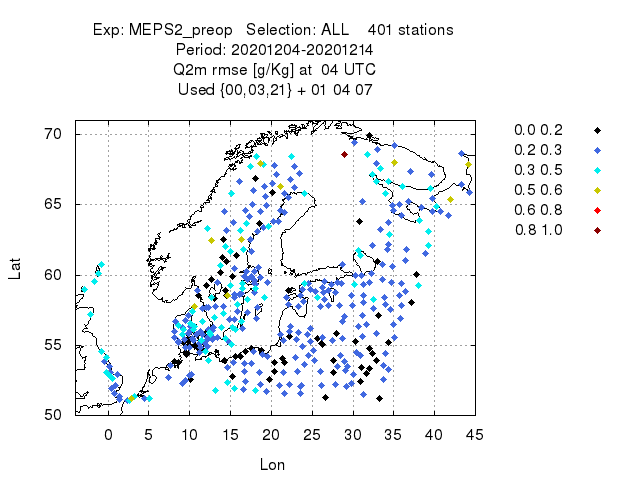 Exp: MEPS2_preop   Selection: ALL    401 stations
Period: 20201204-20201214
Q2m rmse [g/Kg] at  04 UTC
Used {00,03,21} + 01 04 07
70
65
60
55
50
Lat
0 5 10 15 20 25 30 35 40 45
Lon
0.0 0.2
0.2 0.3
0.3 0.5
0.5 0.6
0.6 0.8
0.8 1.0